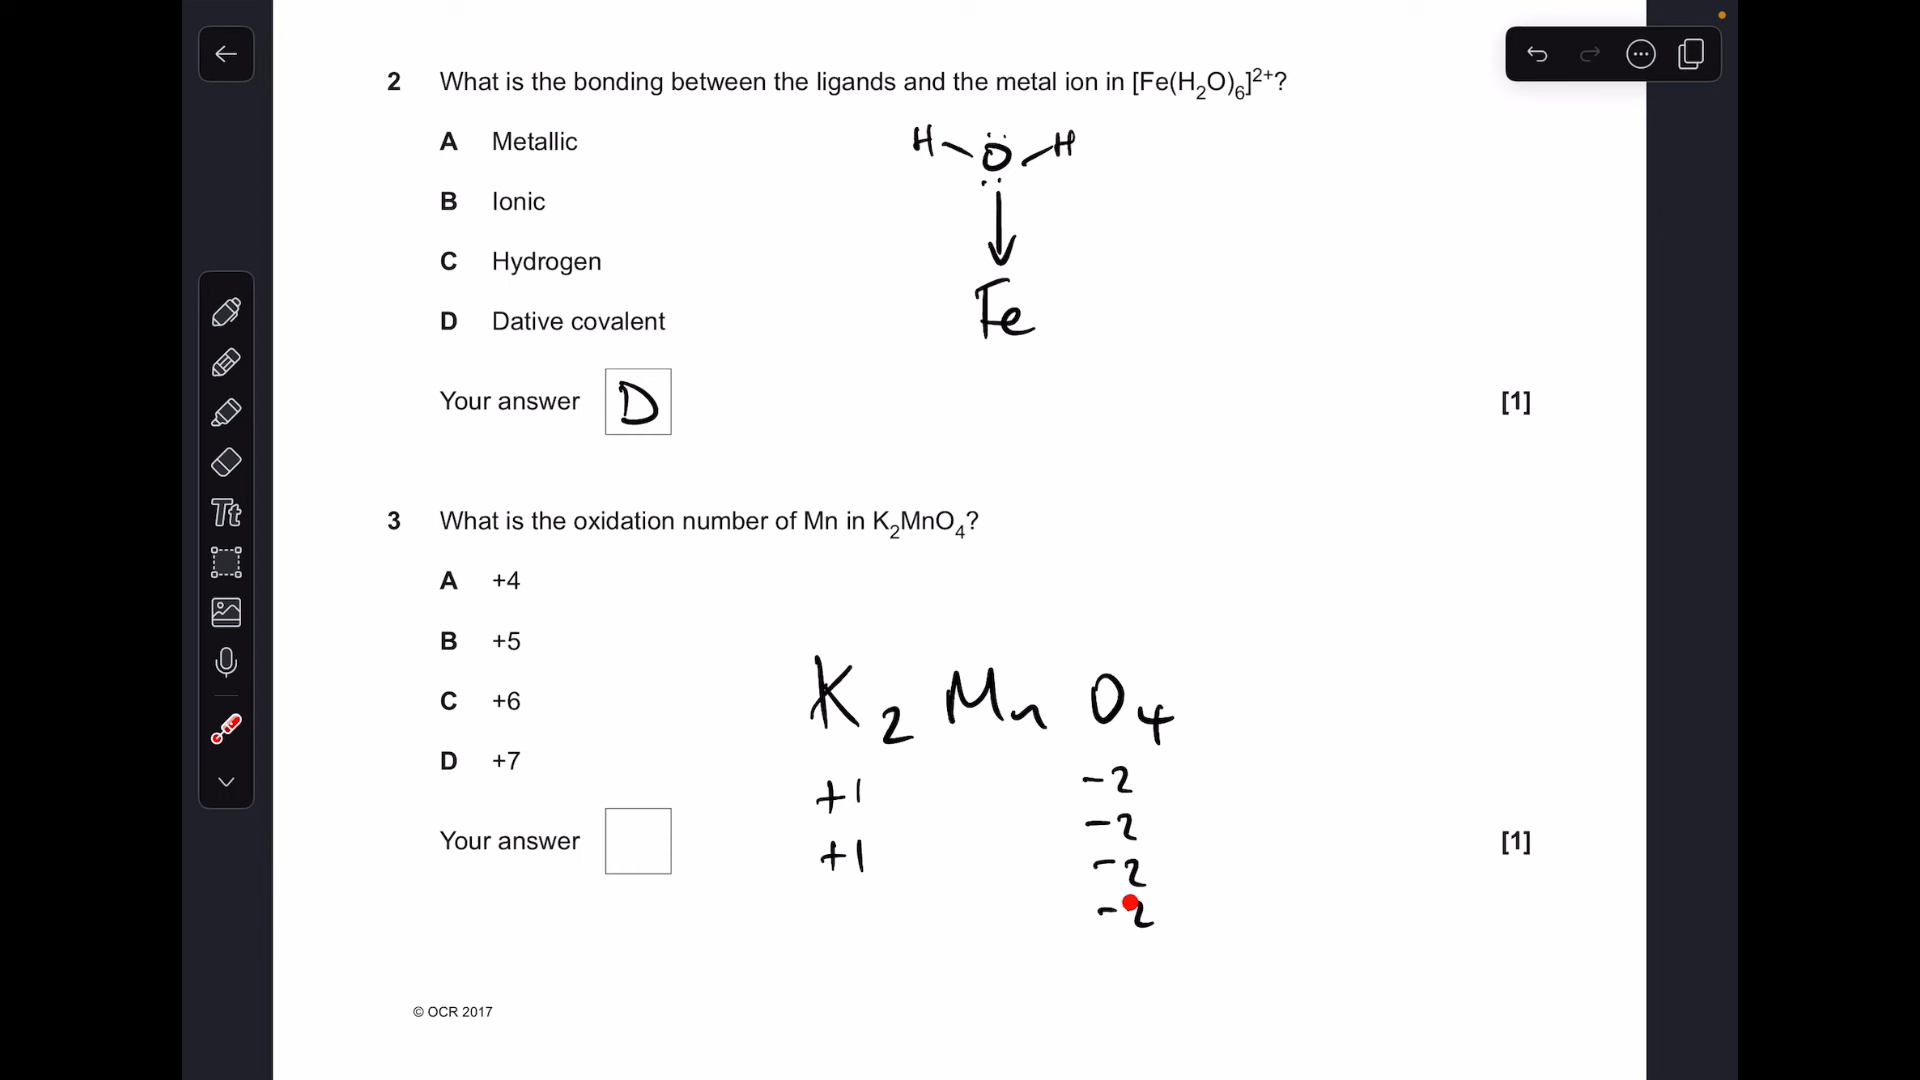 2 What is the bonding between the ligands and the metal ion in [Fe(H₂O)₆]²⁺?
A Metallic
B Ionic
C Hydrogen
D Dative covalent
H O H
Fe
Your answer D [1]
3 What is the oxidation number of Mn in K₂MnO₄?
A +4
B +5
C +6
D +7
K₂ Mn O₄
+1 -2
+1 -2
-2
-2
Your answer [1]
© OCR 2017
Tt